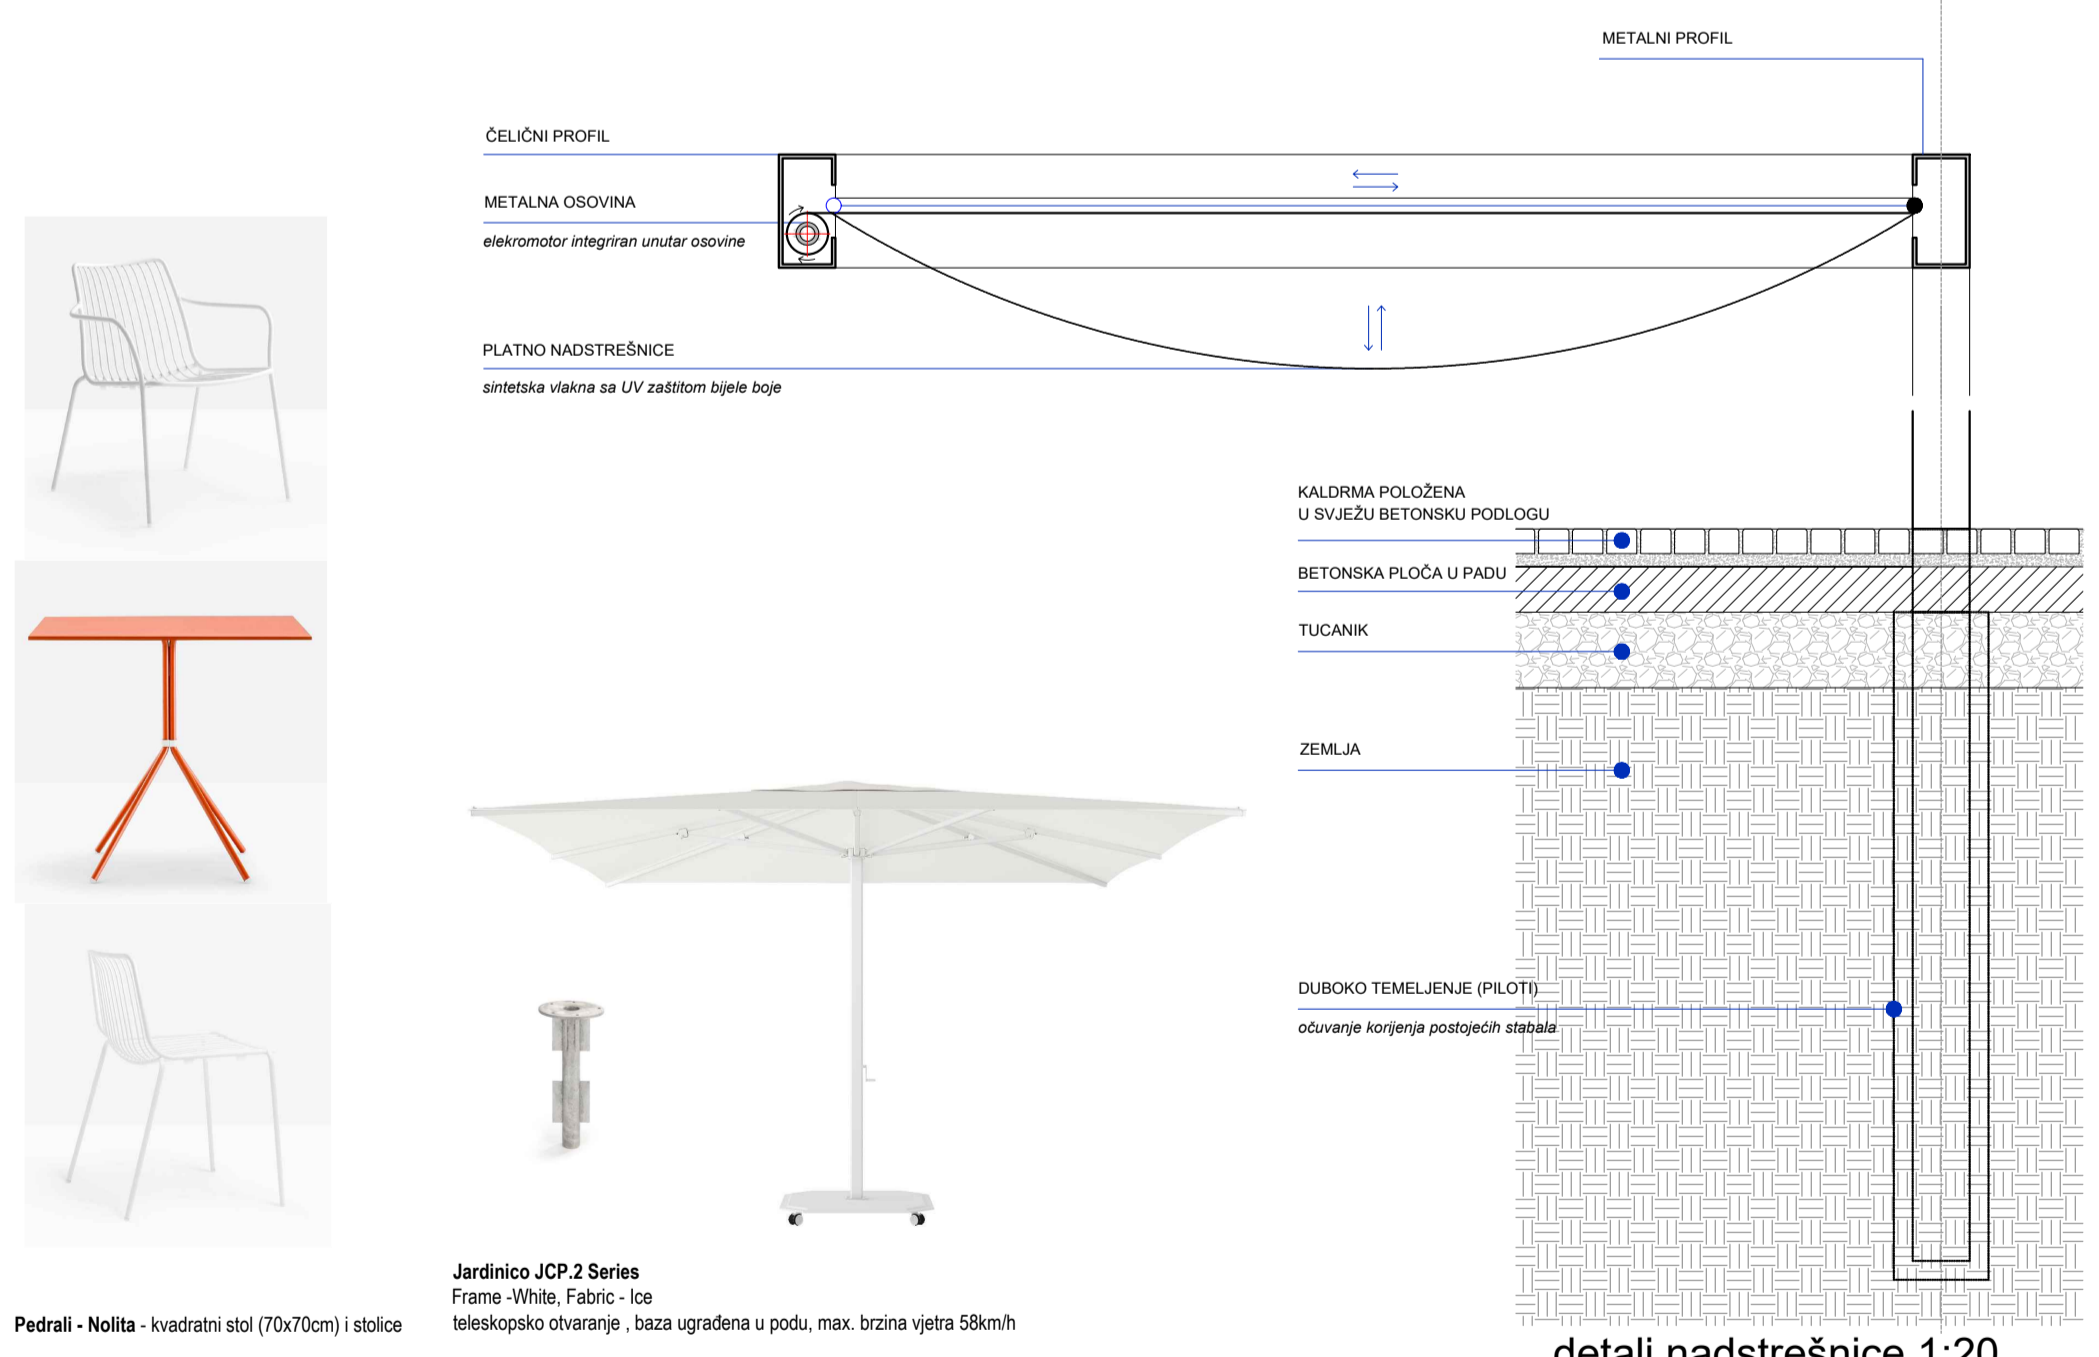 METALNI PROFIL
ČELIČNI PROFIL
METALNA OSOVINA
elekromotor integriran unutar osovine
PLATNO NADSTREŠNICE
sintetska vlakna sa UV zaštitom bijele boje
KALDRMA POLOŽENA
U SVJEŽU BETONSKU PODLOGU
BETONSKA PLOČA U PADU
TUCANIK
ZEMLJA
DUBOKO TEMELJENJE (PILOTI)
očuvanje korijenja postojećih stabala
Jardinico JCP.2 Series
Frame -White, Fabric - Ice
teleskopsko otvaranje , baza ugrađena u podu, max. brzina vjetra 58km/h
Pedrali - Nolita - kvadratni stol (70x70cm) i stolice
detalj nadstrešnice 1:20